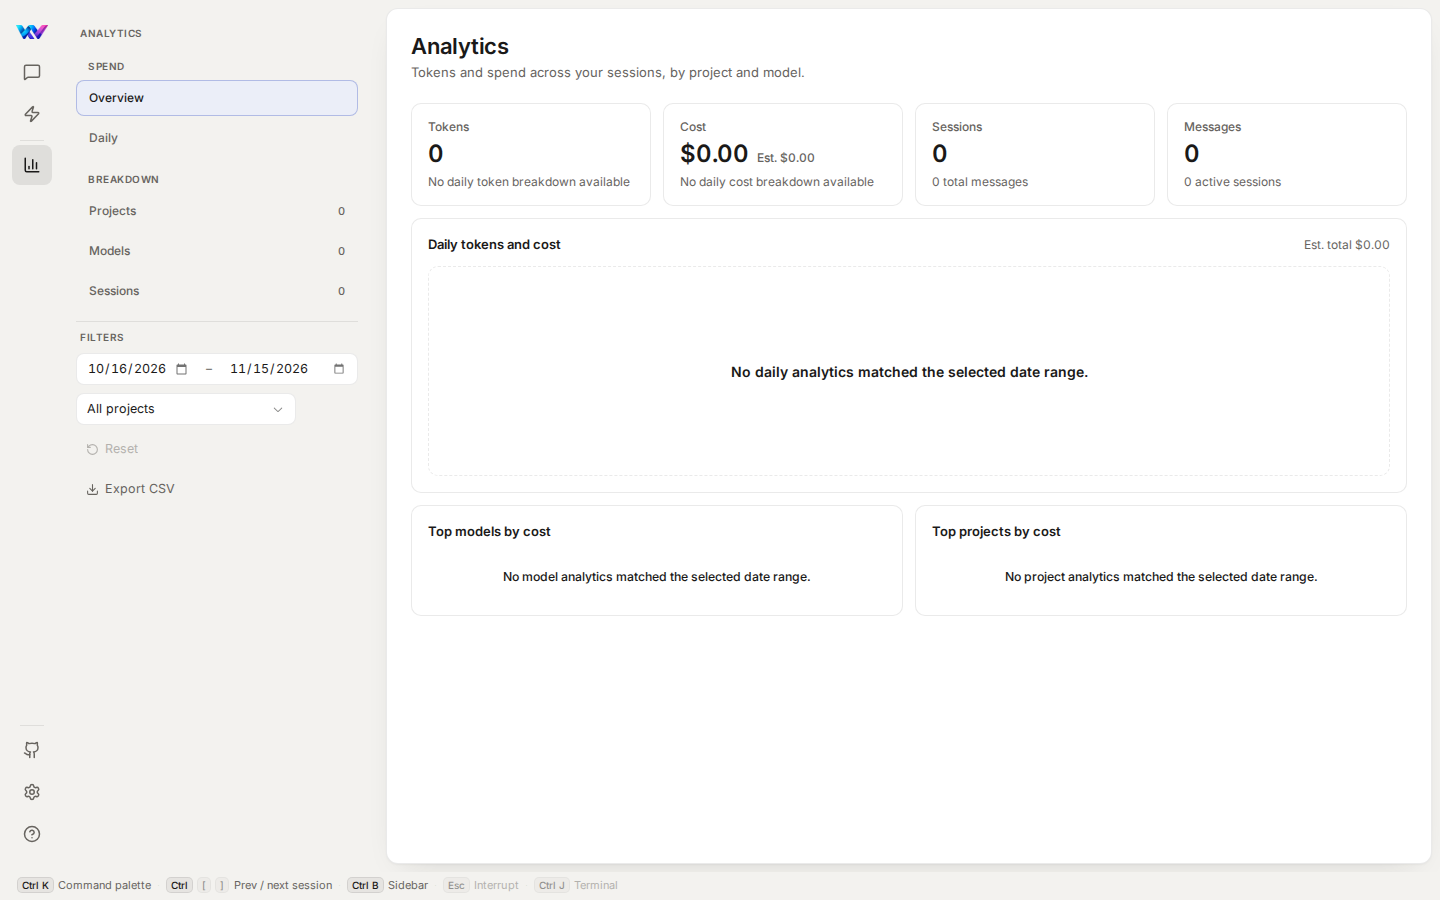 ANALYTICS
SPEND
Overview
Daily
BREAKDOWN
Projects 0
Models 0
Sessions 0
FILTERS
10/16/2026 – 11/15/2026
All projects
Reset
Export CSV
Analytics
Tokens and spend across your sessions, by project and model.
Tokens
0
No daily token breakdown available
Cost
$0.00 Est. $0.00
No daily cost breakdown available
Sessions
0
0 total messages
Messages
0
0 active sessions
Daily tokens and cost
Est. total $0.00
No daily analytics matched the selected date range.
Top models by cost
No model analytics matched the selected date range.
Top projects by cost
No project analytics matched the selected date range.
Ctrl K Command palette Ctrl [ ] Prev / next session Ctrl B Sidebar Esc Interrupt Ctrl J Terminal